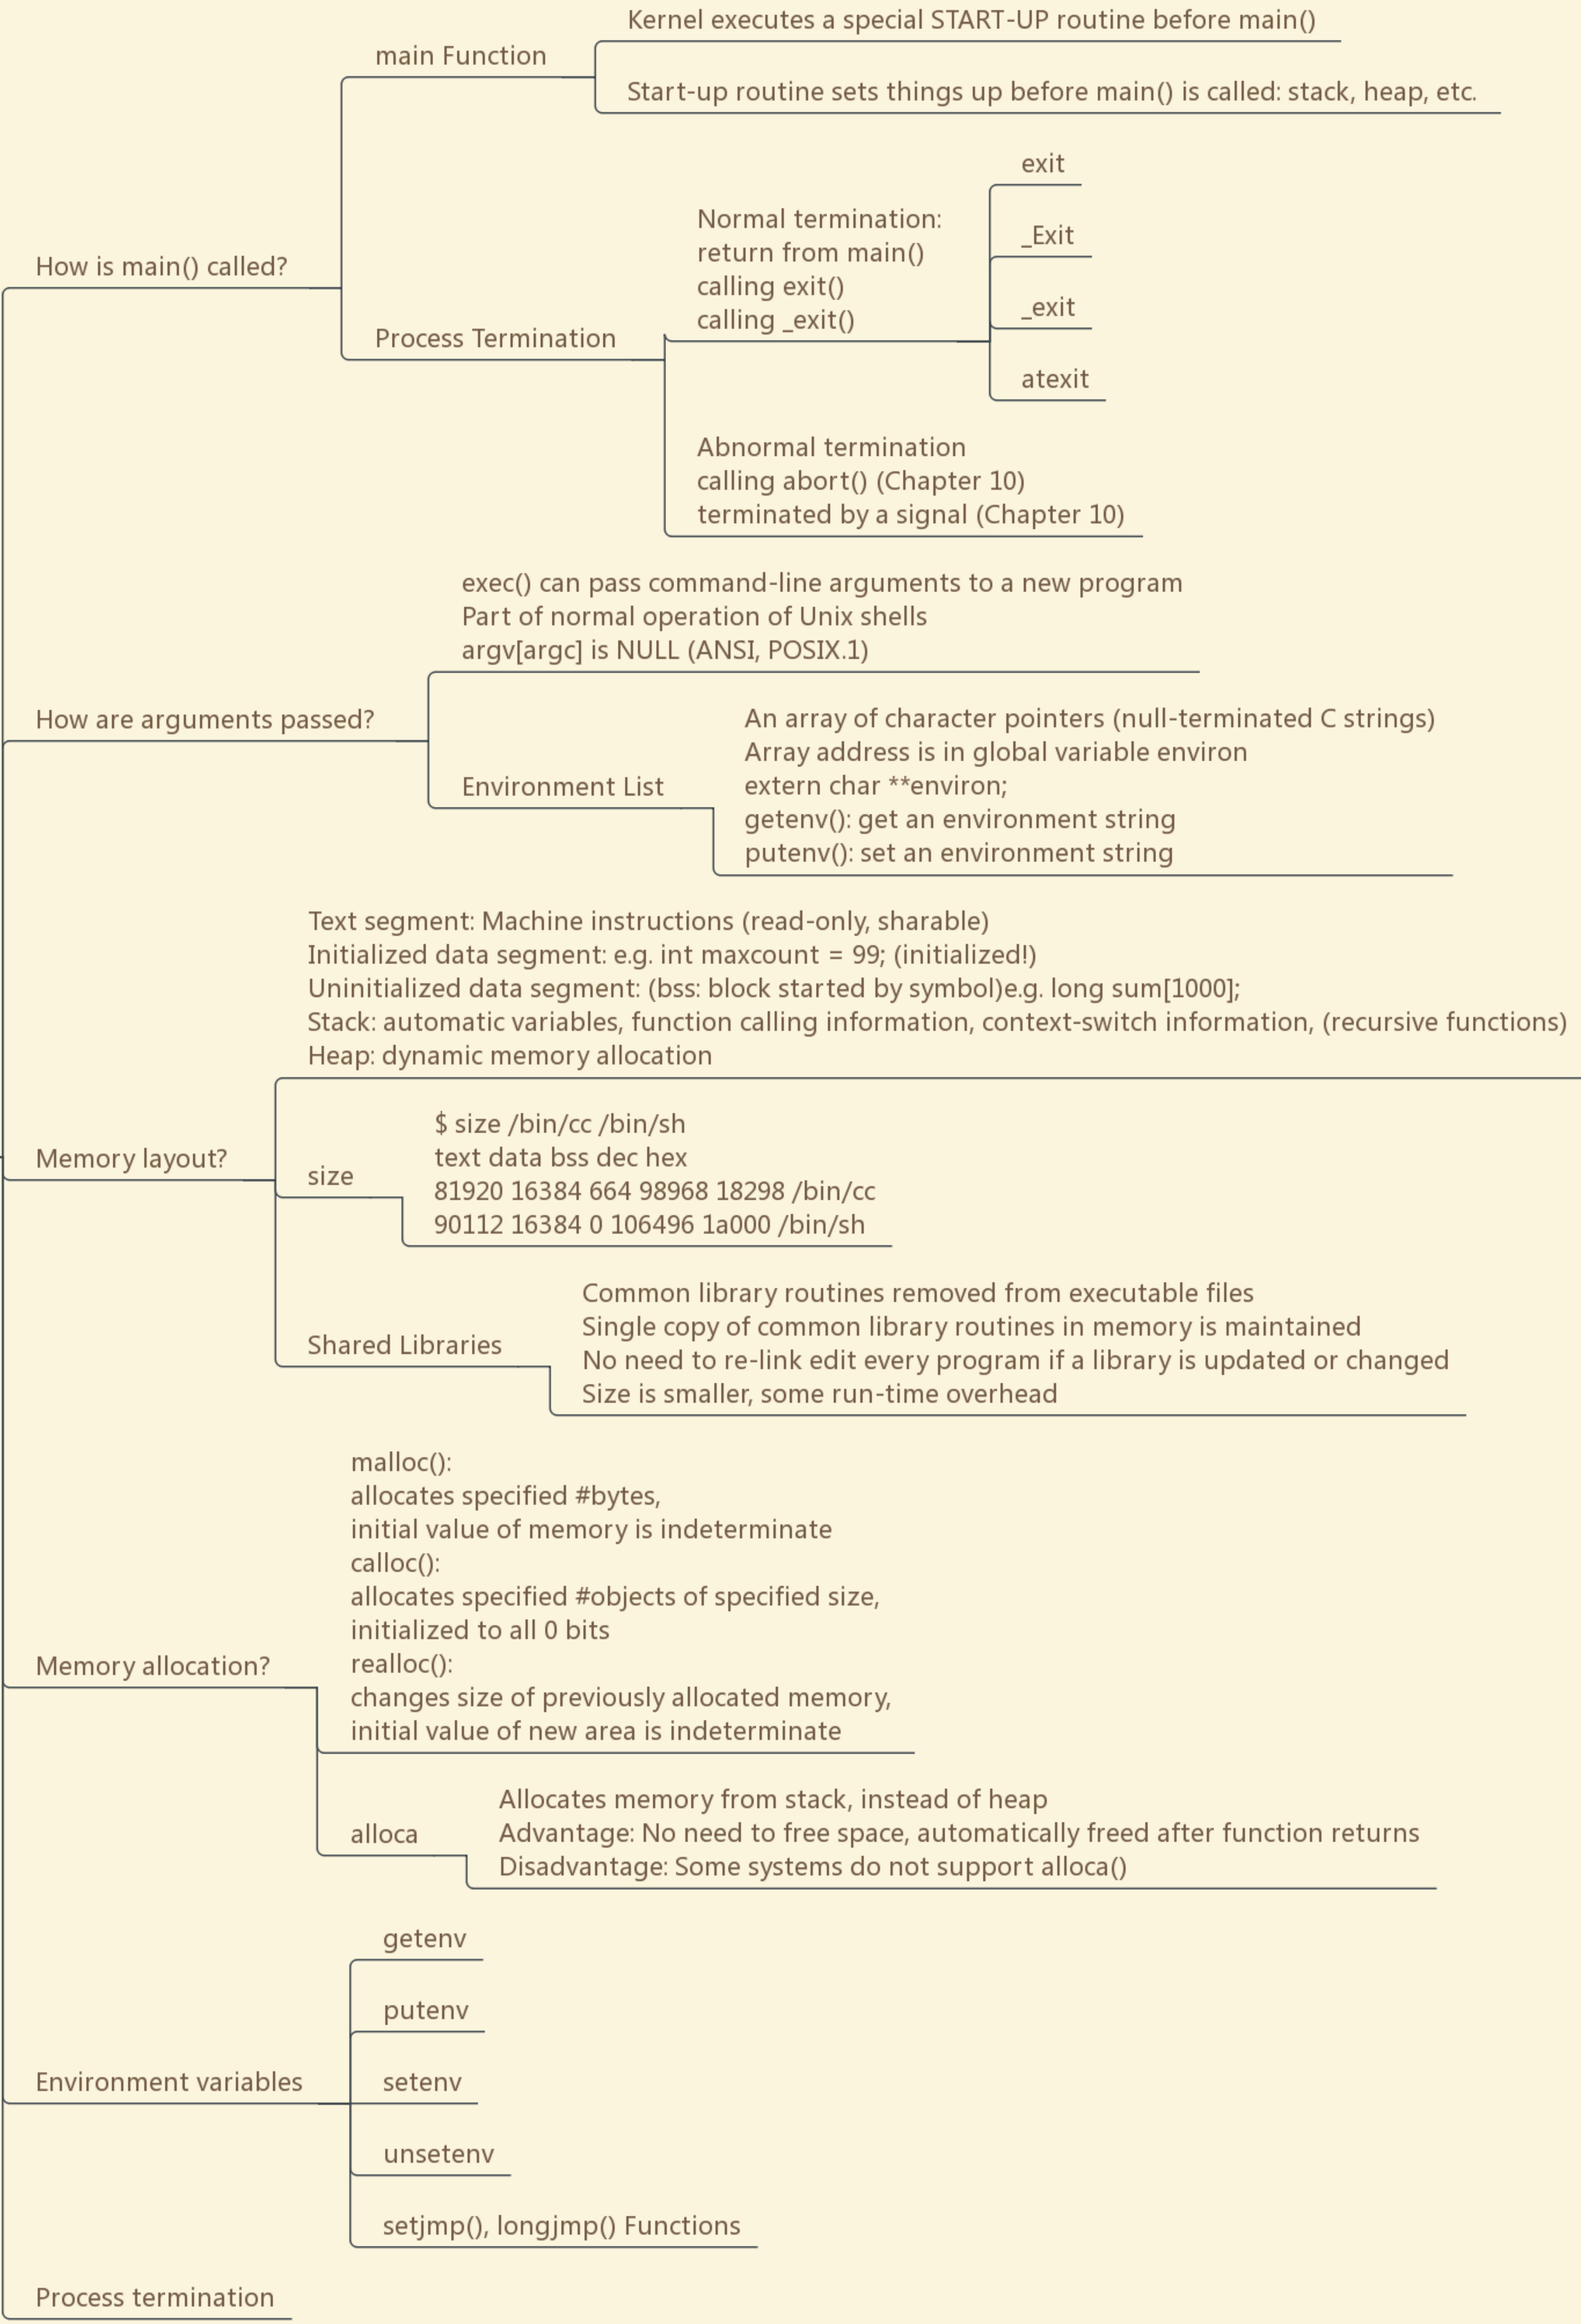 Kernel executes a special START-UP routine before main()
main Function
Start-up routine sets things up before main() is called: stack, heap, etc.
exit
Normal termination:
return from main()
calling exit()
calling _exit()
_Exit
How is main() called?
_exit
Process Termination
atexit
Abnormal termination
calling abort() (Chapter 10)
terminated by a signal (Chapter 10)
exec() can pass command-line arguments to a new program
Part of normal operation of Unix shells
argv[argc] is NULL (ANSI, POSIX.1)
How are arguments passed?
An array of character pointers (null-terminated C strings)
Array address is in global variable environ
extern char **environ;
getenv(): get an environment string
putenv(): set an environment string
Environment List
Text segment: Machine instructions (read-only, sharable)
Initialized data segment: e.g. int maxcount = 99; (initialized!)
Uninitialized data segment: (bss: block started by symbol)e.g. long sum[1000];
Stack: automatic variables, function calling information, context-switch information, (recursive functions)
Heap: dynamic memory allocation
Memory layout?
size
$ size /bin/cc /bin/sh
text data bss dec hex
81920 16384 664 98968 18298 /bin/cc
90112 16384 0 106496 1a000 /bin/sh
Shared Libraries
Common library routines removed from executable files
Single copy of common library routines in memory is maintained
No need to re-link edit every program if a library is updated or changed
Size is smaller, some run-time overhead
malloc():
allocates specified #bytes,
initial value of memory is indeterminate
calloc():
allocates specified #objects of specified size,
initialized to all 0 bits
realloc():
changes size of previously allocated memory,
initial value of new area is indeterminate
Memory allocation?
alloca
Allocates memory from stack, instead of heap
Advantage: No need to free space, automatically freed after function returns
Disadvantage: Some systems do not support alloca()
getenv
putenv
Environment variables
setenv
unsetenv
setjmp(), longjmp() Functions
Process termination